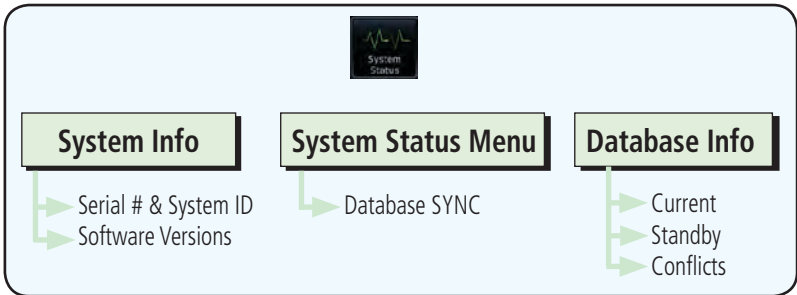 System
Status
System Info
Serial # & System ID
Software Versions
System Status Menu
Database SYNC
Database Info
Current
Standby
Conflicts